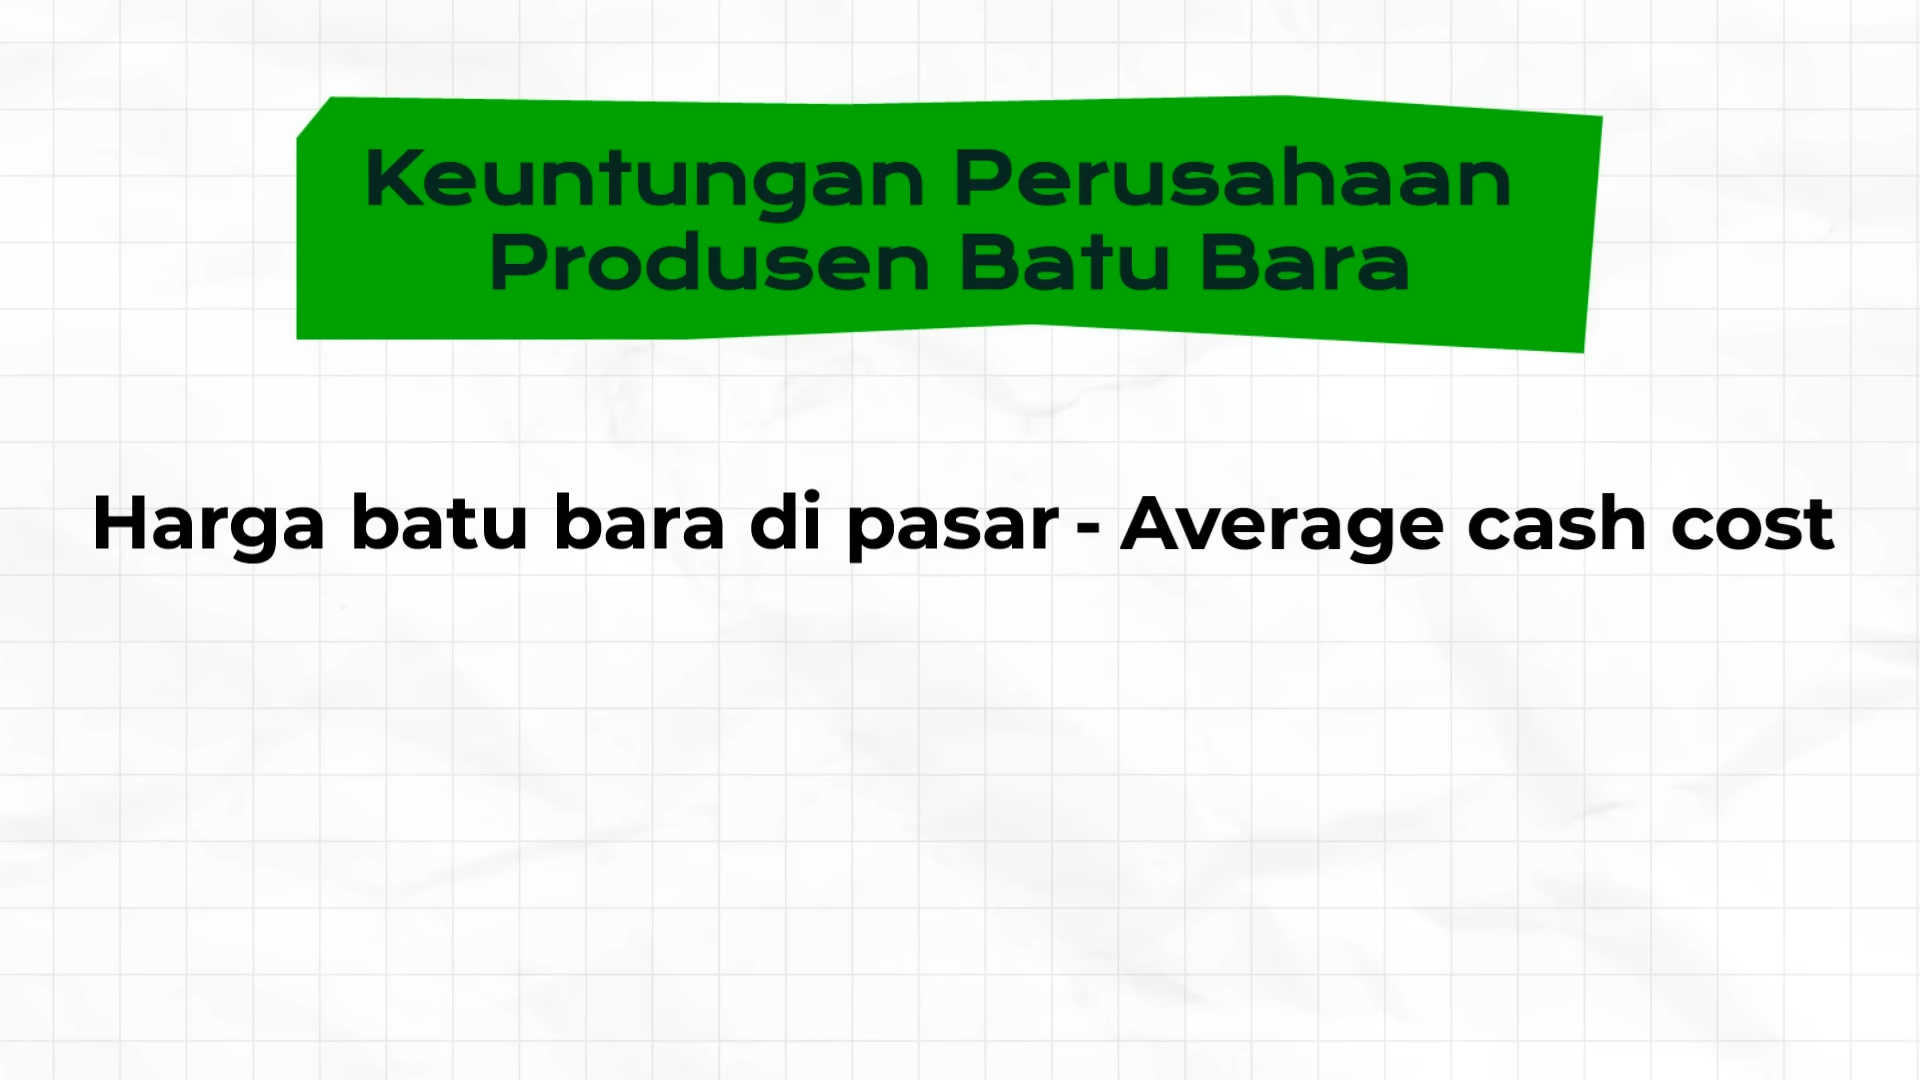 Keuntungan Perusahaan
Produsen Batu Bara
Harga batu bara di pasar - Average cash cost